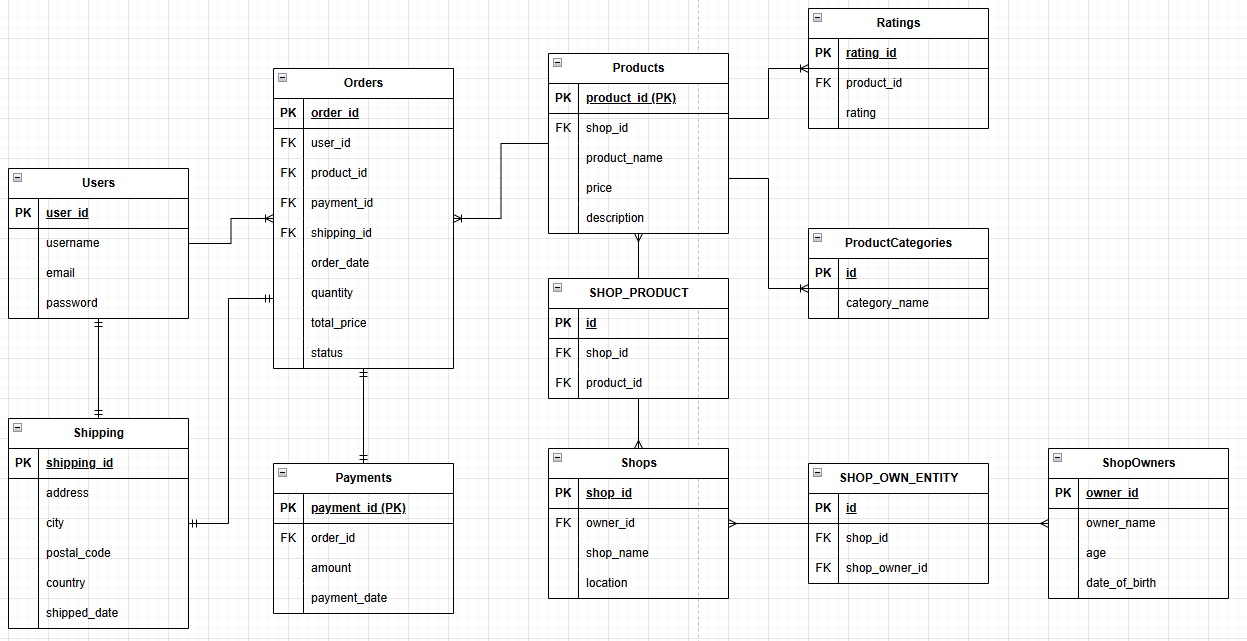 Ratings
PK rating_id
FK product_id
rating
Products
PK product_id (PK)
FK shop_id
product_name
price
description
Orders
PK order_id
FK user_id
FK product_id
FK payment_id
FK shipping_id
order_date
quantity
total_price
status
Users
PK user_id
username
email
password
ProductCategories
PK id
category_name
SHOP_PRODUCT
PK id
FK shop_id
FK product_id
Shipping
PK shipping_id
address
city
postal_code
country
shipped_date
Payments
PK payment_id (PK)
FK order_id
amount
payment_date
Shops
PK shop_id
FK owner_id
shop_name
location
SHOP_OWN_ENTITY
PK id
FK shop_id
FK shop_owner_id
ShopOwners
PK owner_id
owner_name
age
date_of_birth